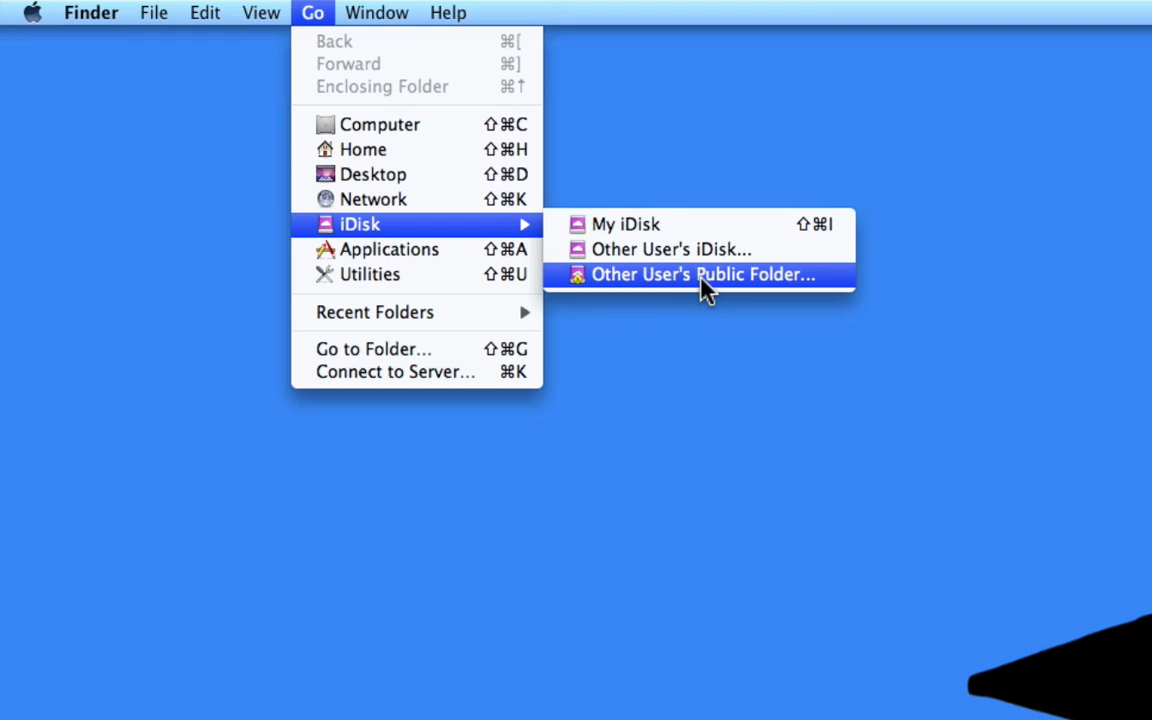 Finder File Edit View Go Window Help
Back ⌘[
Forward ⌘]
Enclosing Folder ⌘↑
Computer ⇧⌘C
Home ⇧⌘H
Desktop ⇧⌘D
Network ⇧⌘K
iDisk
Applications ⇧⌘A
Utilities ⇧⌘U
Recent Folders
Go to Folder... ⇧⌘G
Connect to Server... ⌘K
My iDisk ⇧⌘I
Other User's iDisk...
Other User's Public Folder...